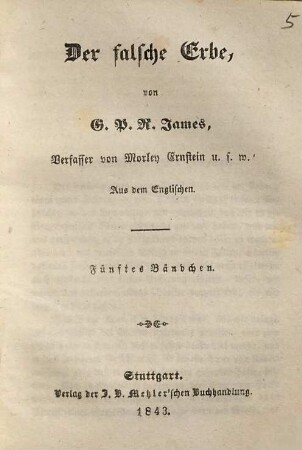 5
Der falsche Erbe,
von
G. P. R. James,
Verfasser von Morley Ernstein u. s. w.
Aus dem Englischen.
Fünftes Bändchen.
Stuttgart.
Verlag der J. B. Metzler'schen Buchhandlung.
1843.